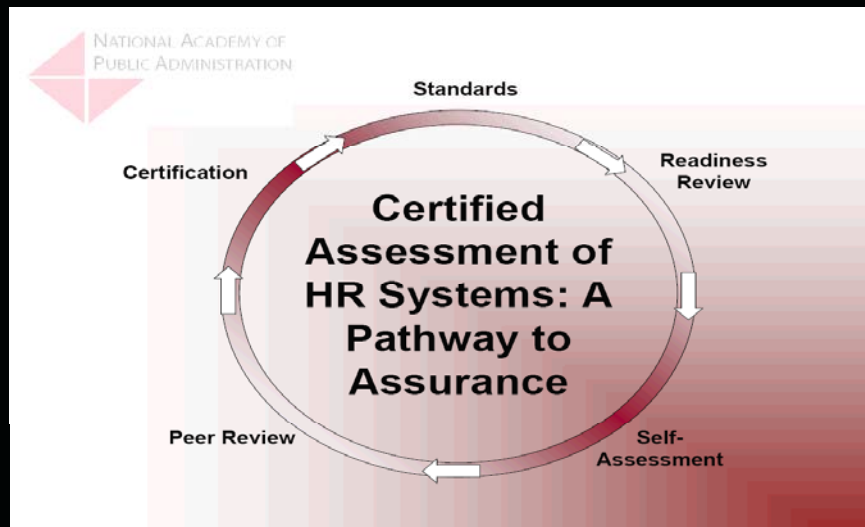 NATIONAL ACADEMY OF
PUBLIC ADMINISTRATION
Standards
Readiness
Review
Certification
Certified
Assessment of
HR Systems: A
Pathway to
Assurance
Peer Review
Self-
Assessment